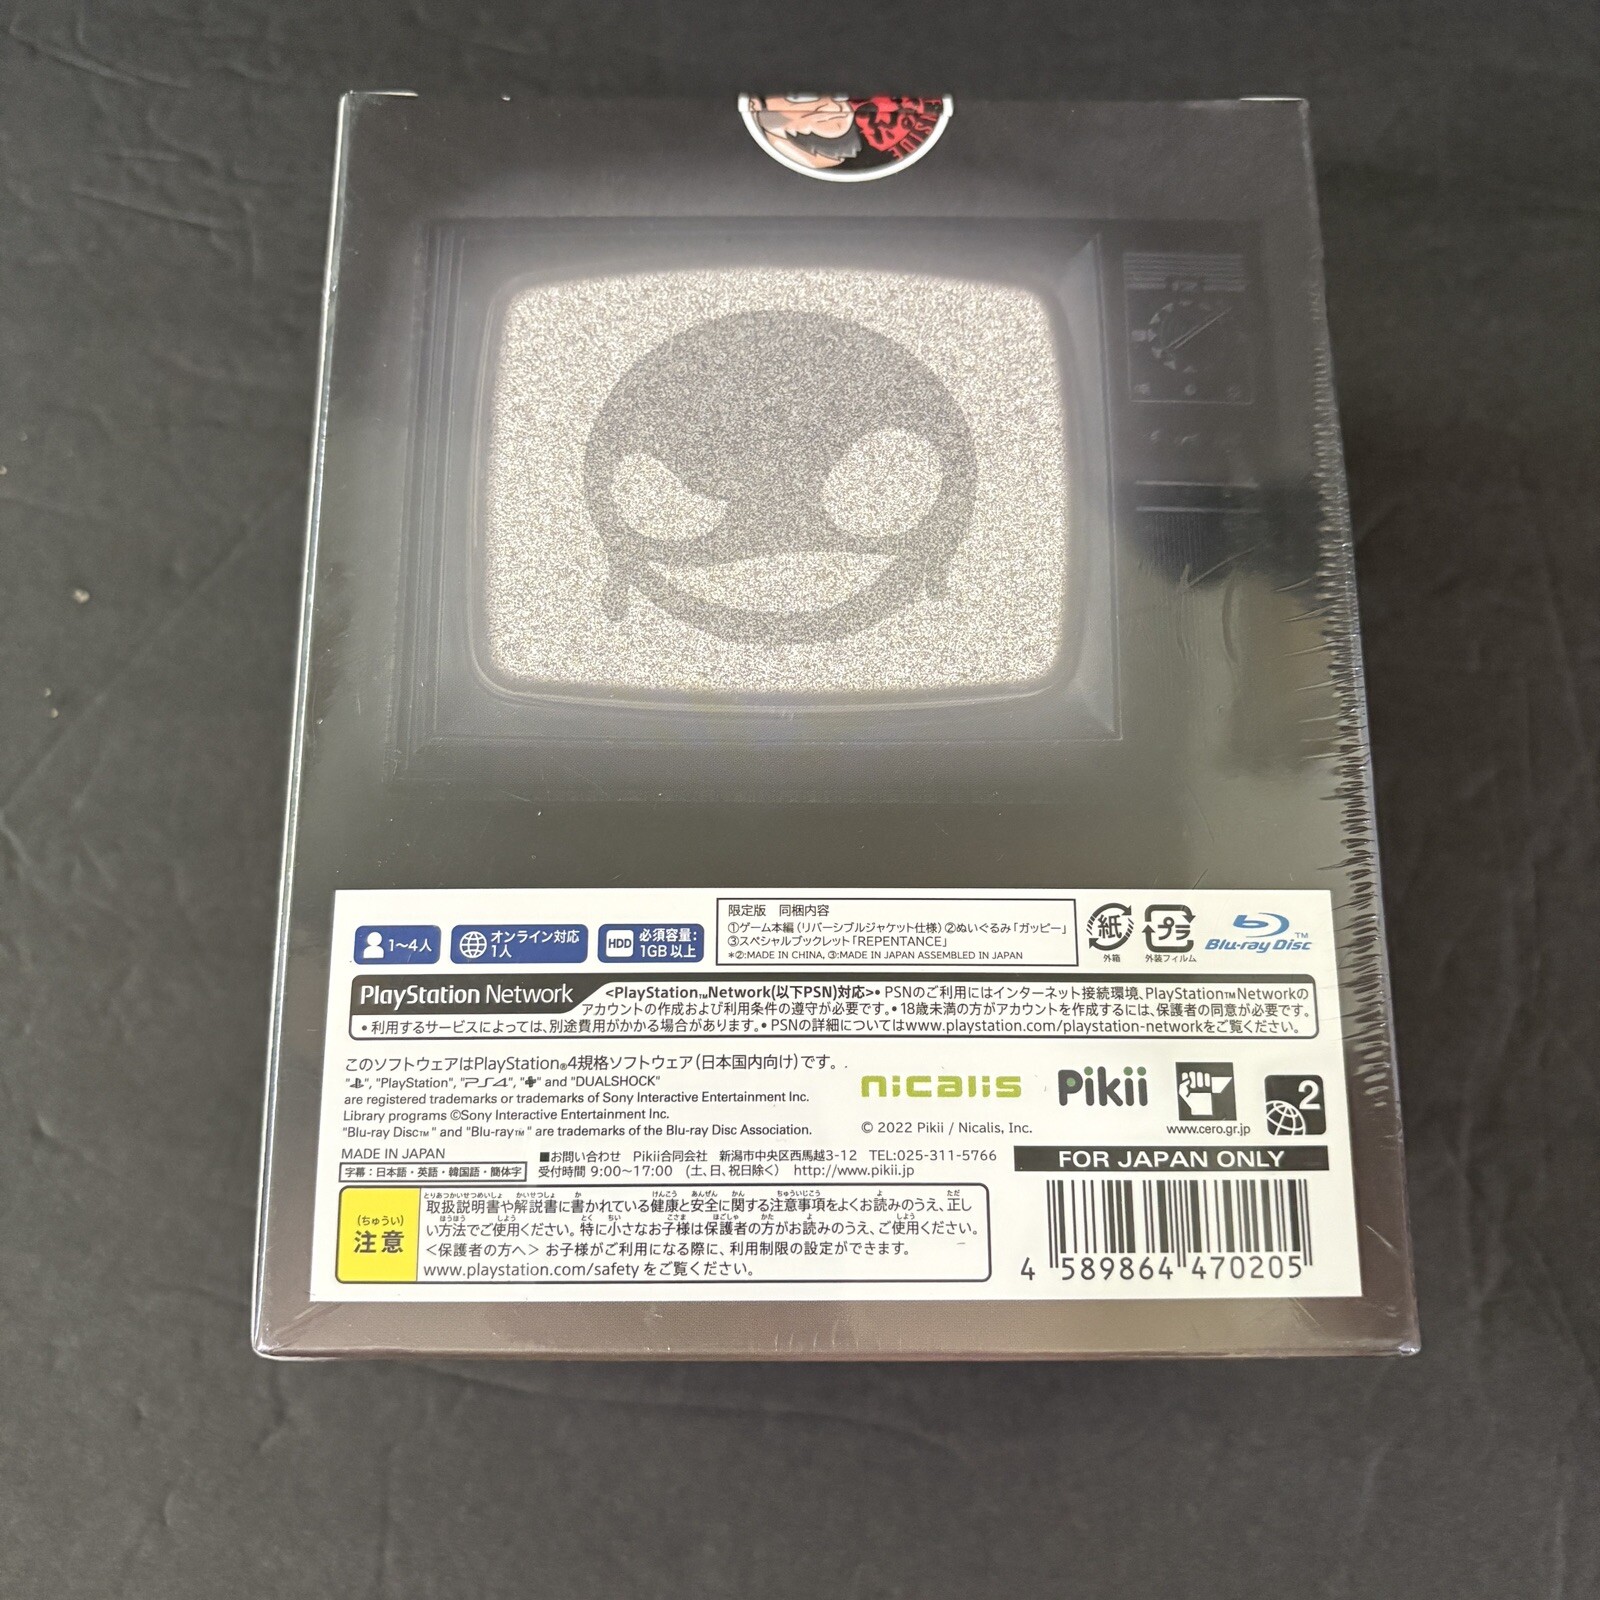 1~4人
オンライン対応
1人
HDD
必須容量:
1GB以上
限定版 同梱内容
①ゲーム本編(リバーシブルジャケット仕様)②ぬいぐるみ「ガッピー」
③スペシャルブックレット「REPENTANCE」
*②:MADE IN CHINA, ③:MADE IN JAPAN ASSEMBLED IN JAPAN
紙
外箱
プラ
外装フィルム
Blu-ray Disc™
PlayStation Network
<PlayStation™Network(以下PSN)対応>• PSNのご利用にはインターネット接続環境、PlayStation™Networkの
アカウントの作成および利用条件の遵守が必要です。• 18歳未満の方がアカウントを作成するには、保護者の同意が必要です。
• 利用するサービスによっては、別途費用がかかる場合があります。• PSNの詳細についてはwww.playstation.com/playstation-networkをご覧ください。
このソフトウェアはPlayStation®4規格ソフトウェア(日本国内向け)です。
"PlayStation", "PS4", and "DUALSHOCK"
are registered trademarks or trademarks of Sony Interactive Entertainment Inc.
Library programs ©Sony Interactive Entertainment Inc.
"Blu-ray Disc™" and "Blu-ray™" are trademarks of the Blu-ray Disc Association.
nicalis
Pikii
© 2022 Pikii / Nicalis, Inc.
www.cero.gr.jp
2
MADE IN JAPAN
字幕:日本語・英語・韓国語・簡体字
■お問い合わせ Pikii合同会社 新潟市中央区西馬越3-12 TEL:025-311-5766
受付時間 9:00~17:00 (土、日、祝日除く) http://www.pikii.jp
FOR JAPAN ONLY
(ちゅうい)
注意
取扱説明書や解説書に書かれている健康と安全に関する注意事項をよくお読みのうえ、正し
い方法でご使用ください。特に小さなお子様は保護者の方がお読みのうえ、ご使用ください。
<保護者の方へ> お子様がご利用になる際に、利用制限の設定ができます。
www.playstation.com/safety をご覧ください。
4 589864 470205